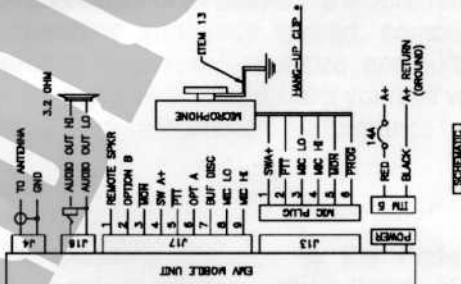 TO ANTENNA
GND
J4
3.2 OHM
AUDIO OUT HI
AUDIO OUT LO
J16
REMOTE SPKR
OPTION B
MON
SW A+
PTT
OPT A
BUF DISC
MIC LO
MIC HI
1
2
3
4
5
6
7
8
9
J17
EMV MOBILE UNIT
ITEM 13
HANG-UP CLIP
MICROPHONE
SWA+
PTT
MIC LO
MIC HI
MON
PROG
1
2
3
4
5
6
MIC PLUG
J13
14A
RED A+
BLACK A+ RETURN
(GROUND)
ITM 5
POWER
SCHEMATIC